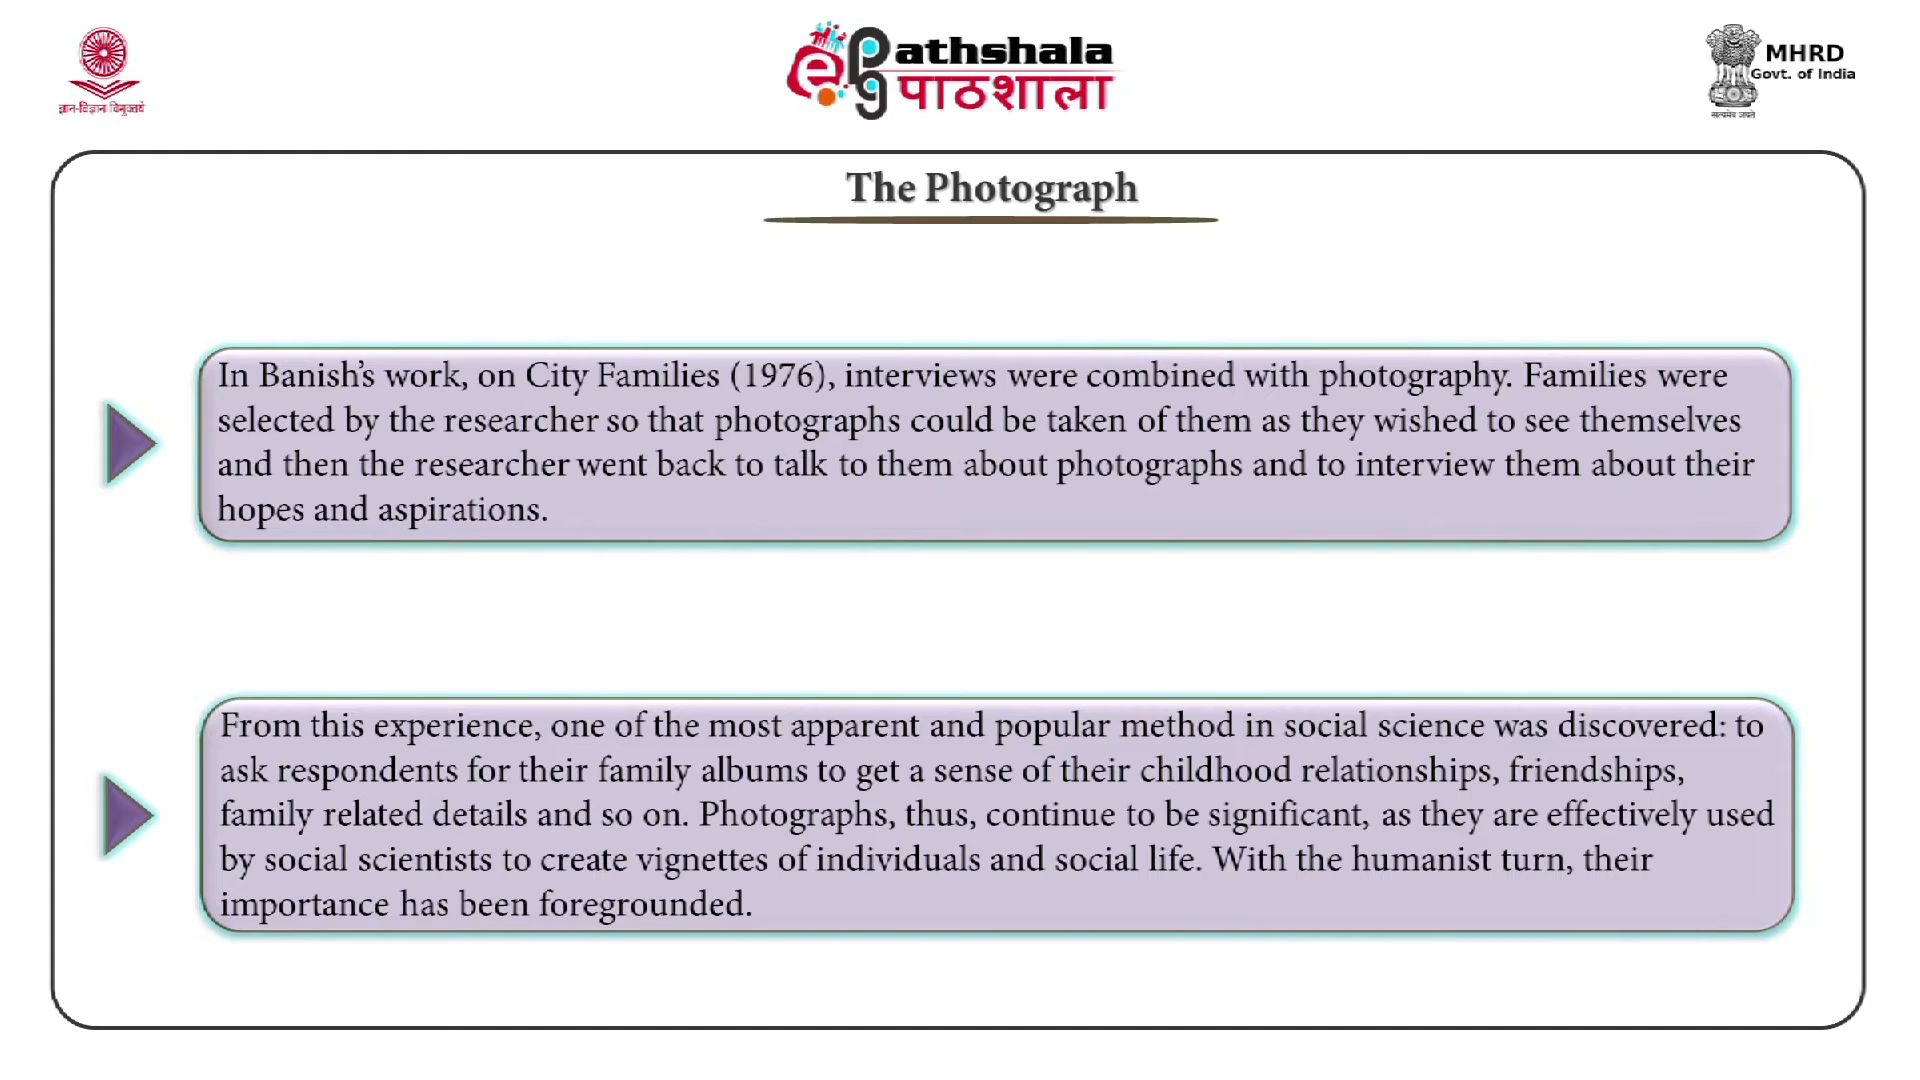 ज्ञान-विज्ञान विमुक्तये
e PG Pathshala
पाठशाला
MHRD
Govt. of India
सत्यमेव जयते
The Photograph
In Banish's work, on City Families (1976), interviews were combined with photography. Families were
selected by the researcher so that photographs could be taken of them as they wished to see themselves
and then the researcher went back to talk to them about photographs and to interview them about their
hopes and aspirations.
From this experience, one of the most apparent and popular method in social science was discovered: to
ask respondents for their family albums to get a sense of their childhood relationships, friendships,
family related details and so on. Photographs, thus, continue to be significant, as they are effectively used
by social scientists to create vignettes of individuals and social life. With the humanist turn, their
importance has been foregrounded.